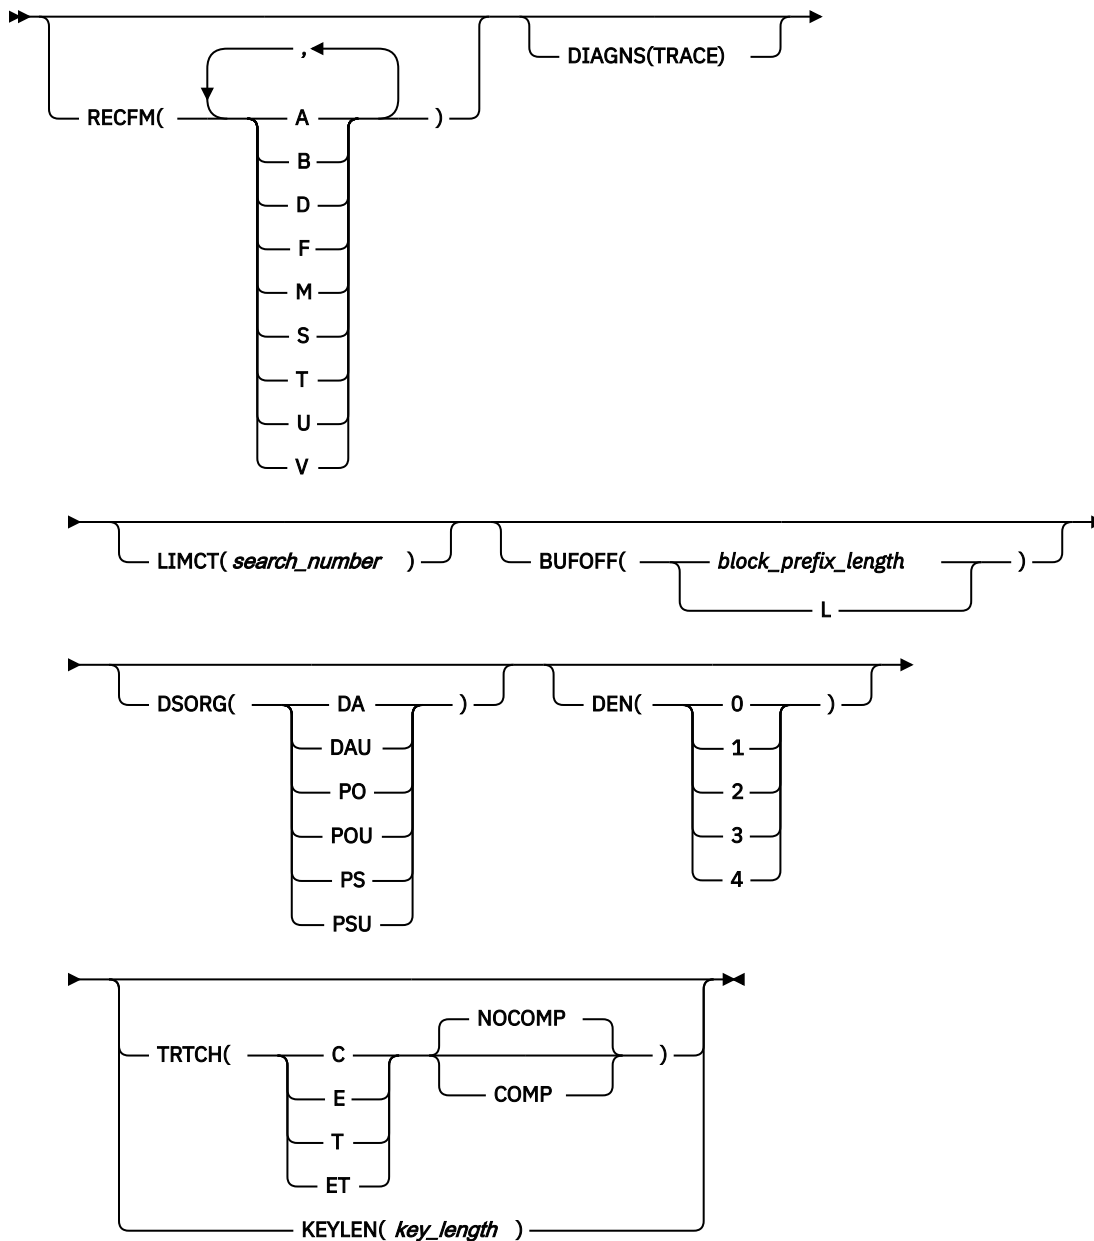 ,
DIAGNS(TRACE)
RECFM( A )
B
D
F
M
S
T
U
V
LIMCT( search_number ) BUFOFF( block_prefix_length )
L
DSORG( DA ) DEN( 0 )
DAU 1
PO 2
POU 3
PS 4
PSU
NOCOMP
TRTCH( C )
COMP
E
T
ET
KEYLEN( key_length )